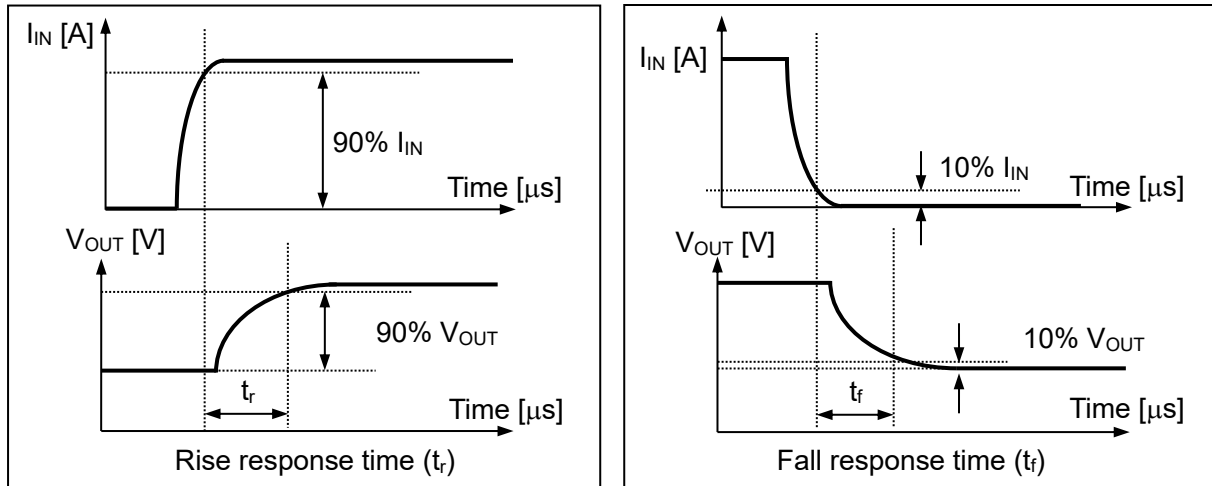 I_IN [A]
90% I_IN
Time [μs]
V_OUT [V]
90% V_OUT
t_r
Time [μs]
Rise response time (t_r)
I_IN [A]
10% I_IN
Time [μs]
V_OUT [V]
10% V_OUT
t_f
Time [μs]
Fall response time (t_f)